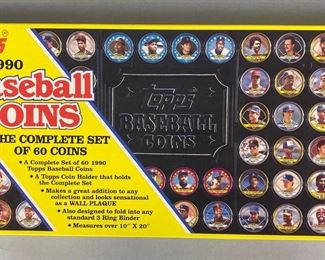 1990
Baseball
COINS
THE COMPLETE SET
OF 60 COINS
• A Complete Set of 60 1990
Topps Baseball Coins
• A Topps Coin Holder that holds
the Complete Set
• Makes a great addition to any
collection and looks sensational
as a WALL PLAQUE
• Also designed to fold into any
standard 3 Ring Binder
• Measures over 10" X 20"
Topps
BASEBALL
COINS